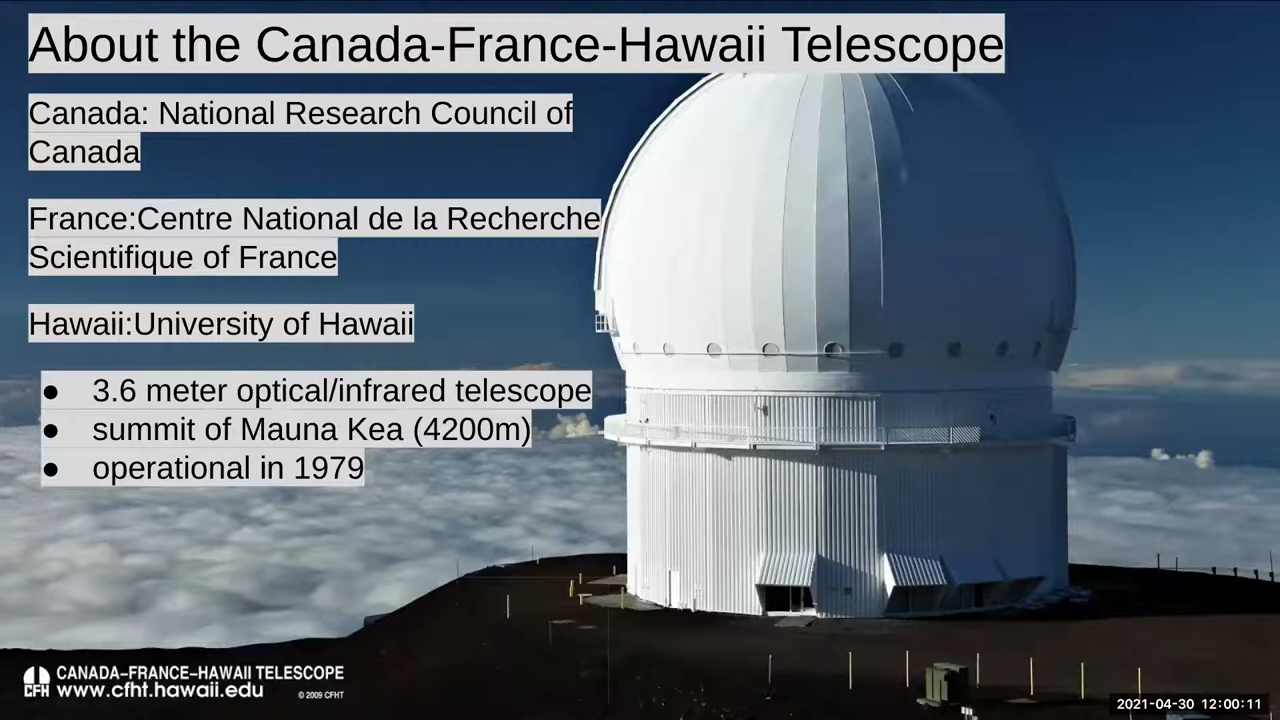 About the Canada-France-Hawaii Telescope
Canada: National Research Council of
Canada
France:Centre National de la Recherche
Scientifique of France
Hawaii:University of Hawaii
● 3.6 meter optical/infrared telescope
● summit of Mauna Kea (4200m)
● operational in 1979
CFH
CANADA–FRANCE–HAWAII TELESCOPE
www.cfht.hawaii.edu
© 2009 CFHT
2021-04-30 12:00:11